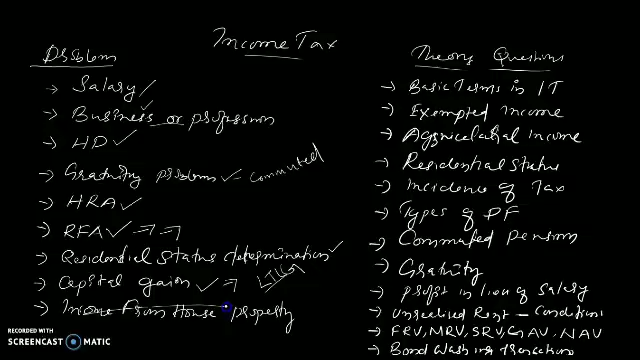 Income Tax
Problem
→ Salary ✓
→ Business or profession
→ HD ✓
→ Gratuity problems ✓ - commuted
→ HRA ✓
→ RFA ✓ → →
→ Residential Status determination ✓
→ Capital gain ✓ → LTCG
→ Income From House property
Theory Questions
→ Basic Terms in IT
→ Exempted Income
→ Agricultural income
→ Residential Status
→ Incidence of Tax
→ Types of PF
→ Commuted Pension
→ Gratuity
→ profit in lieu of Salary
→ Unrealised Rent - Conditions
→ FRV, MRV, SRV, GAV, NAV
→ Bond Washing Transactions
RECORDED WITH
SCREENCAST MATIC